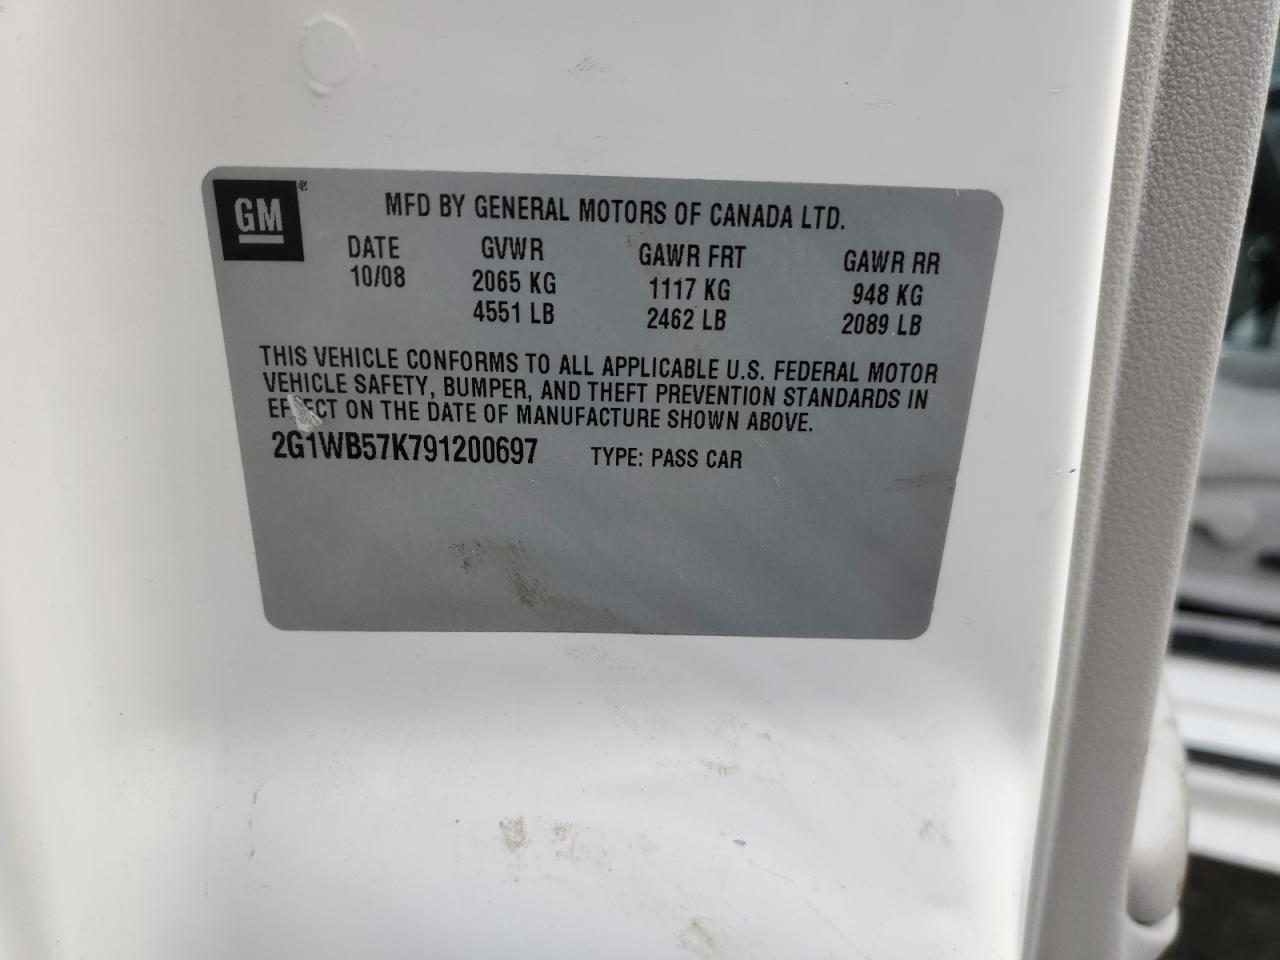 GM
MFD BY GENERAL MOTORS OF CANADA LTD.
DATE GVWR GAWR FRT GAWR RR
10/08 2065 KG 1117 KG 948 KG
4551 LB 2462 LB 2089 LB
THIS VEHICLE CONFORMS TO ALL APPLICABLE U.S. FEDERAL MOTOR
VEHICLE SAFETY, BUMPER, AND THEFT PREVENTION STANDARDS IN
EFFECT ON THE DATE OF MANUFACTURE SHOWN ABOVE.
2G1WB57K791200697 TYPE: PASS CAR